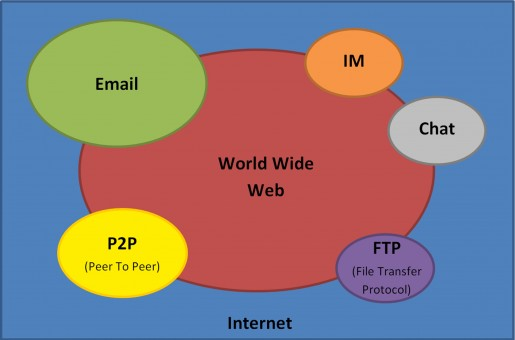 IM
Email
Chat
World Wide
Web
P2P
(Peer To Peer)
FTP
(File Transfer
Protocol)
Internet